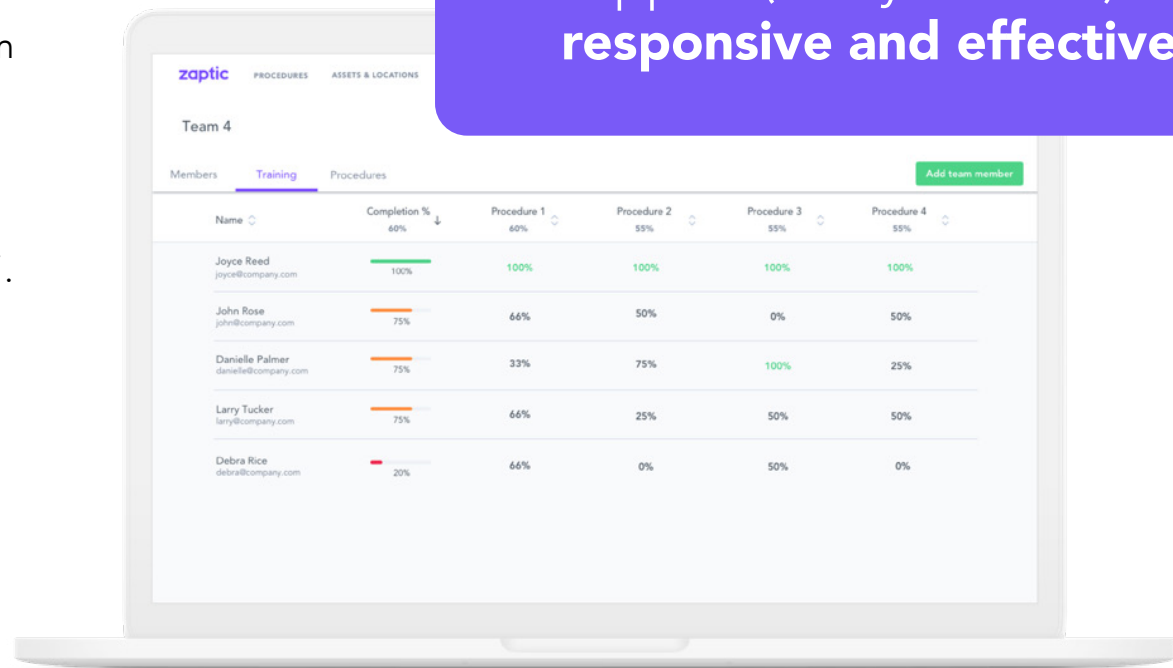 responsive and effective
zaptic PROCEDURES ASSETS & LOCATIONS
Team 4
Members Training Procedures Add team member
Name Completion % Procedure 1 Procedure 2 Procedure 3 Procedure 4
60% 60% 55% 55% 55%
Joyce Reed
joyce@company.com 100% 100% 100% 100% 100%
John Rose
john@company.com 75% 66% 50% 0% 50%
Danielle Palmer
danielle@company.com 75% 33% 75% 100% 25%
Larry Tucker
larry@company.com 75% 66% 25% 50% 50%
Debra Rice
debra@company.com 20% 66% 0% 50% 0%